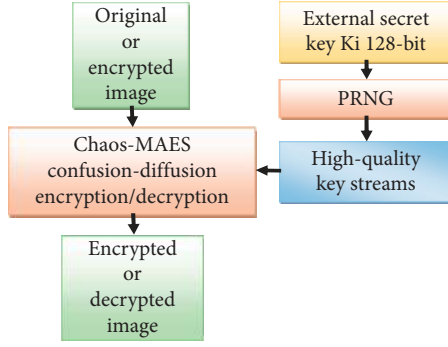 Original
or
encrypted
image
External secret
key Ki 128-bit
PRNG
High-quality
key streams
Chaos-MAES
confusion-diffusion
encryption/decryption
Encrypted
or
decrypted
image